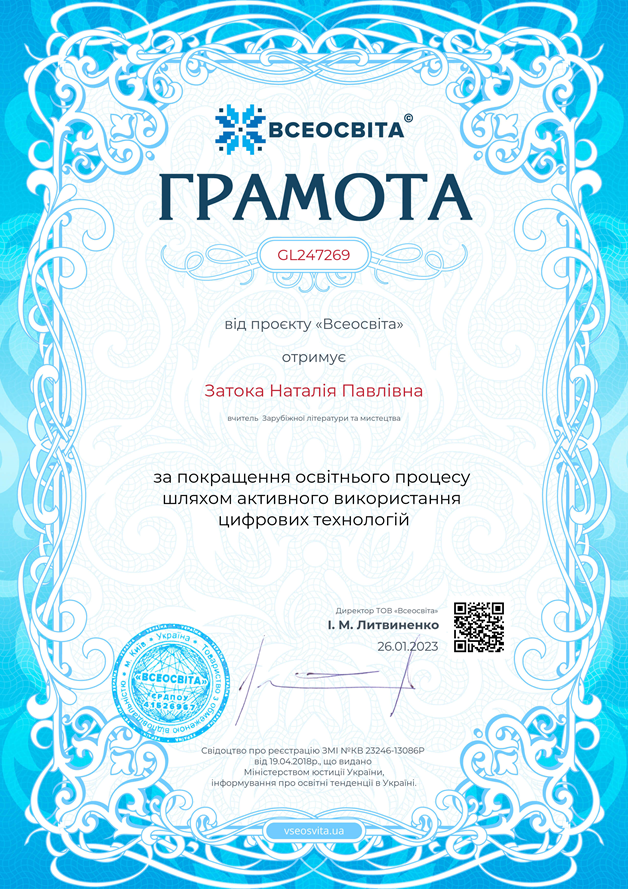 ВСЕОСВІТА©
ГРАМОТА
GL247269
від проєкту «Всеосвіта»
отримує
Затока Наталія Павлівна
вчитель Зарубіжної літератури та мистецтва
за покращення освітнього процесу
шляхом активного використання
цифрових технологій
Директор ТОВ «Всеосвіта»
І. М. Литвиненко
26.01.2023
м. Київ * Україна * Товариство з обмеженою відповідальністю *
«ВСЕОСВІТА»
ЄРДПОУ
41526967
Свідоцтво про реєстрацію ЗМІ №КВ 23246-13086Р
від 19.04.2018р., що видано
Міністерством юстиції України,
інформування про освітні тенденції в Україні.
vseosvita.ua